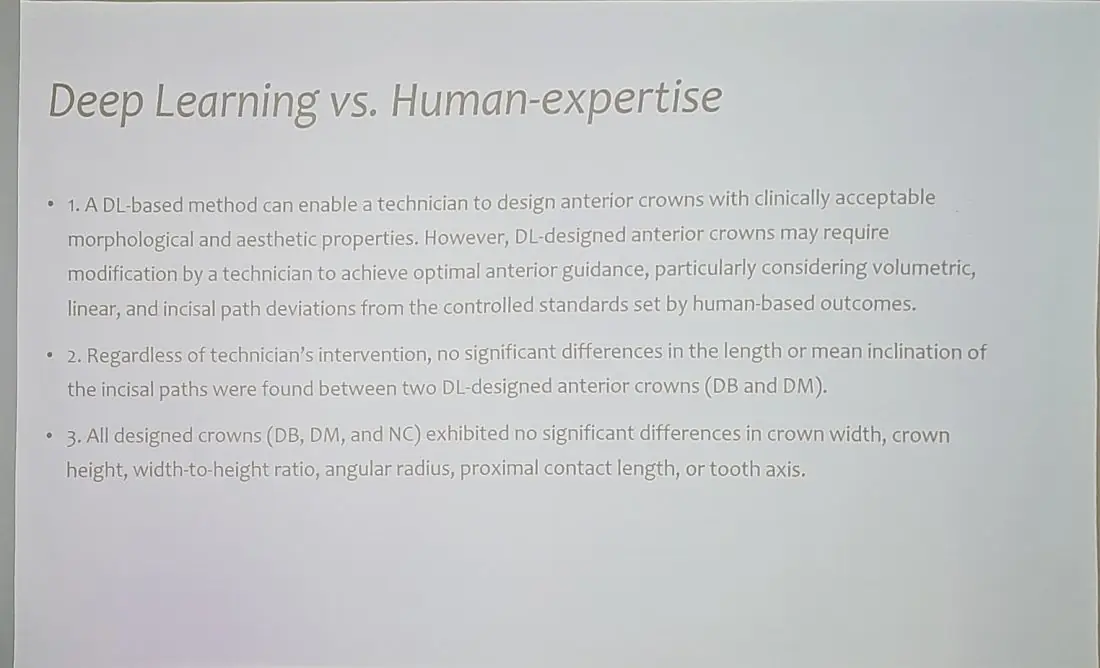 Deep Learning vs. Human-expertise
• 1. A DL-based method can enable a technician to design anterior crowns with clinically acceptable
morphological and aesthetic properties. However, DL-designed anterior crowns may require
modification by a technician to achieve optimal anterior guidance, particularly considering volumetric,
linear, and incisal path deviations from the controlled standards set by human-based outcomes.
• 2. Regardless of technician's intervention, no significant differences in the length or mean inclination of
the incisal paths were found between two DL-designed anterior crowns (DB and DM).
• 3. All designed crowns (DB, DM, and NC) exhibited no significant differences in crown width, crown
height, width-to-height ratio, angular radius, proximal contact length, or tooth axis.